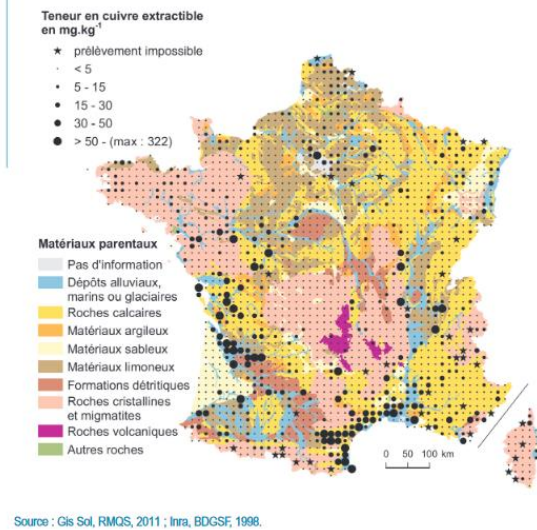 Teneur en cuivre extractible
en mg.kg⁻¹
prélèvement impossible
< 5
5 - 15
15 - 30
30 - 50
> 50 - (max : 322)
Matériaux parentaux
Pas d'information
Dépôts alluviaux,
marins ou glaciaires
Roches calcaires
Matériaux argileux
Matériaux sableux
Matériaux limoneux
Formations détritiques
Roches cristallines
et migmatites
Roches volcaniques
Autres roches
0 50 100 km
Source : Gis Sol, RMQS, 2011 ; Inra, BDGSF, 1998.